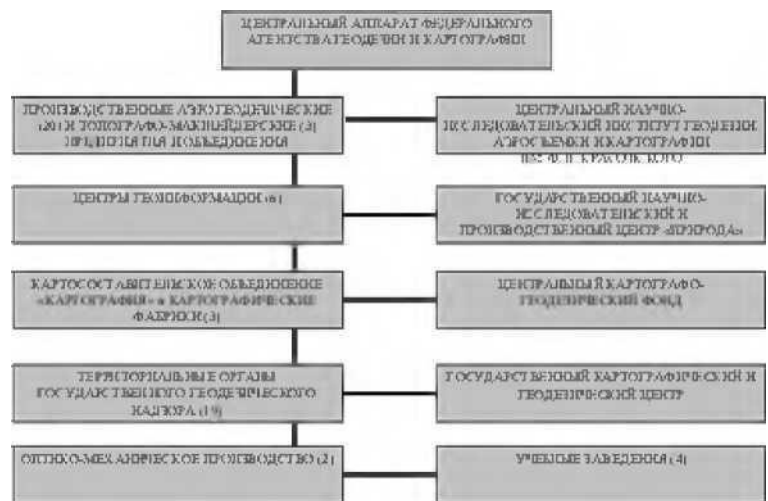 ЦЕНТРАЛЬНЫЙ АППАРАТ ФЕДЕРАЛЬНОГО
АГЕНТСТВА ГЕОДЕЗИИ И КАРТОГРАФИИ
ПРОИЗВОДСТВЕННЫЕ АЭРОГЕОДЕЗИЧЕСКИЕ
(20) И ТОПОГРАФО-МАРКШЕЙДЕРСКИЕ (3)
ПРЕДПРИЯТИЯ И ОБЪЕДИНЕНИЯ
ЦЕНТРАЛЬНЫЙ НАУЧНО-
ИССЛЕДОВАТЕЛЬСКИЙ ИНСТИТУТ ГЕОДЕЗИИ
АЭРОСЪЕМКИ И КАРТОГРАФИИ
ЦЕНТРЫ ГЕОИНФОРМАЦИИ (6)
ГОСУДАРСТВЕННЫЙ НАУЧНО-
ИССЛЕДОВАТЕЛЬСКИЙ И
ПРОИЗВОДСТВЕННЫЙ ЦЕНТР «ПРИРОДА»
КАРТОСОСТАВИТЕЛЬСКОЕ ОБЪЕДИНЕНИЕ
«КАРТОГРАФИЯ» и КАРТОГРАФИЧЕСКИЕ
ФАБРИКИ (3)
ЦЕНТРАЛЬНЫЙ КАРТОГРАФО-
ГЕОДЕЗИЧЕСКИЙ ФОНД
ТЕРРИТОРИАЛЬНЫЕ ОРГАНЫ
ГОСУДАРСТВЕННОГО ГЕОДЕЗИЧЕСКОГО
НАДЗОРА (19)
ГОСУДАРСТВЕННЫЙ КАРТОГРАФИЧЕСКИЙ И
ГЕОДЕЗИЧЕСКИЙ ЦЕНТР
ОПТИКО-МЕХАНИЧЕСКОЕ ПРОИЗВОДСТВО (2)
УЧЕБНЫЕ ЗАВЕДЕНИЯ (4)